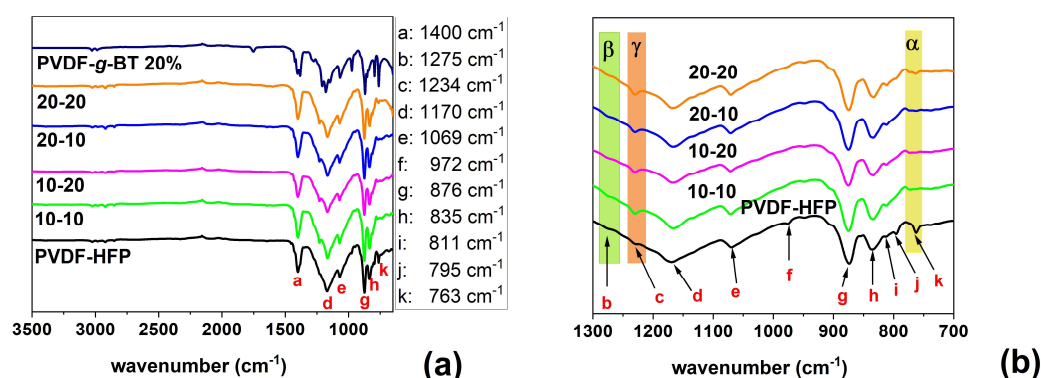 PVDF-g-BT 20%
20-20
20-10
10-20
10-10
PVDF-HFP
a
d
e
g
h
k
3500 3000 2500 2000 1500 1000
wavenumber (cm⁻¹)
(a)
a: 1400 cm⁻¹
b: 1275 cm⁻¹
c: 1234 cm⁻¹
d: 1170 cm⁻¹
e: 1069 cm⁻¹
f: 972 cm⁻¹
g: 876 cm⁻¹
h: 835 cm⁻¹
i: 811 cm⁻¹
j: 795 cm⁻¹
k: 763 cm⁻¹
β γ α
20-20
20-10
10-20
10-10
PVDF-HFP
b c d e f g h i j k
1300 1200 1100 1000 900 800 700
wavenumber (cm⁻¹)
(b)